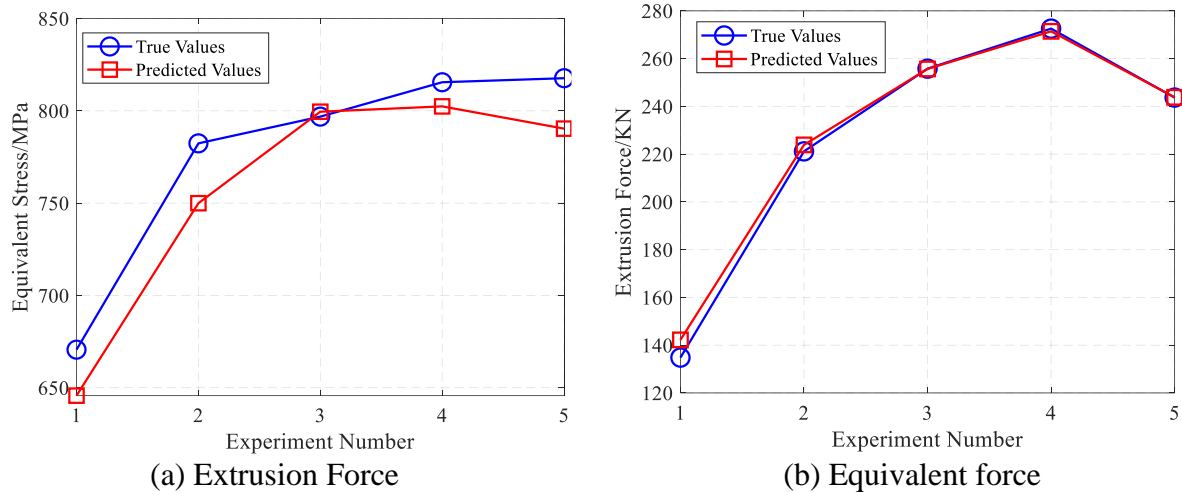 850
800
750
700
650
Equivalent Stress/MPa
True Values
Predicted Values
1 2 3 4 5
Experiment Number
(a) Extrusion Force
280
260
240
220
200
180
160
140
120
Extrusion Force/KN
True Values
Predicted Values
1 2 3 4 5
Experiment Number
(b) Equivalent force